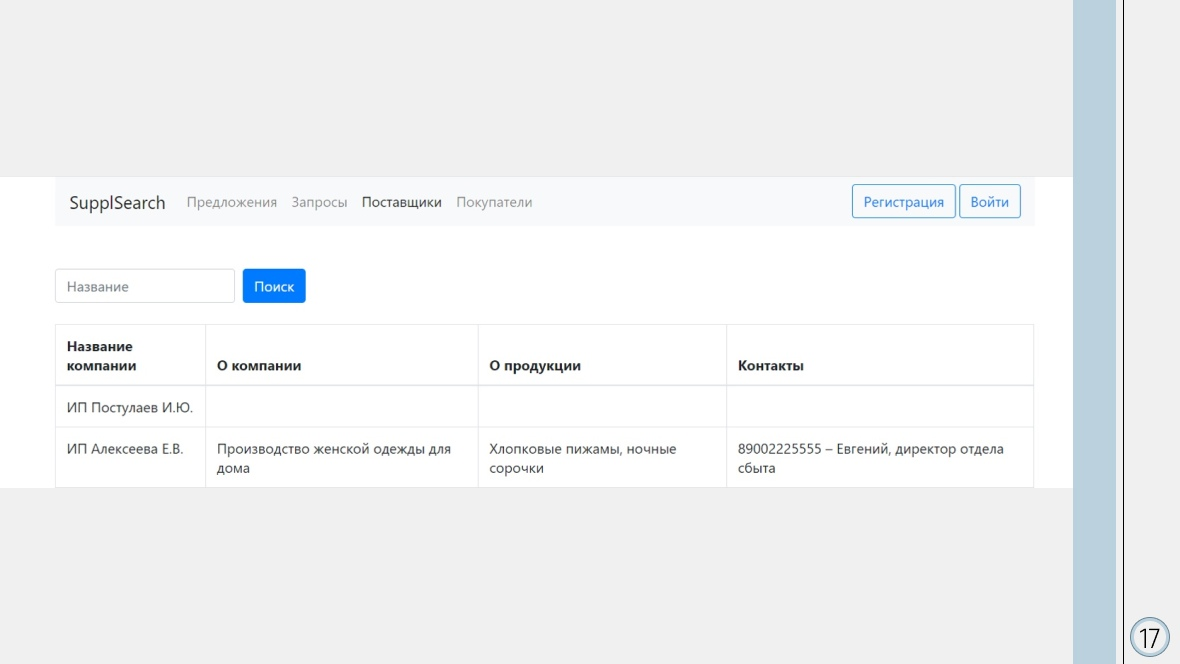 SupplSearch Предложения Запросы Поставщики Покупатели Регистрация Войти
Название Поиск
Название
компании О компании О продукции Контакты
ИП Постулаев И.Ю.
ИП Алексеева Е.В. Производство женской одежды для Хлопковые пижамы, ночные 89002225555 – Евгений, директор отдела
дома сорочки сбыта
17